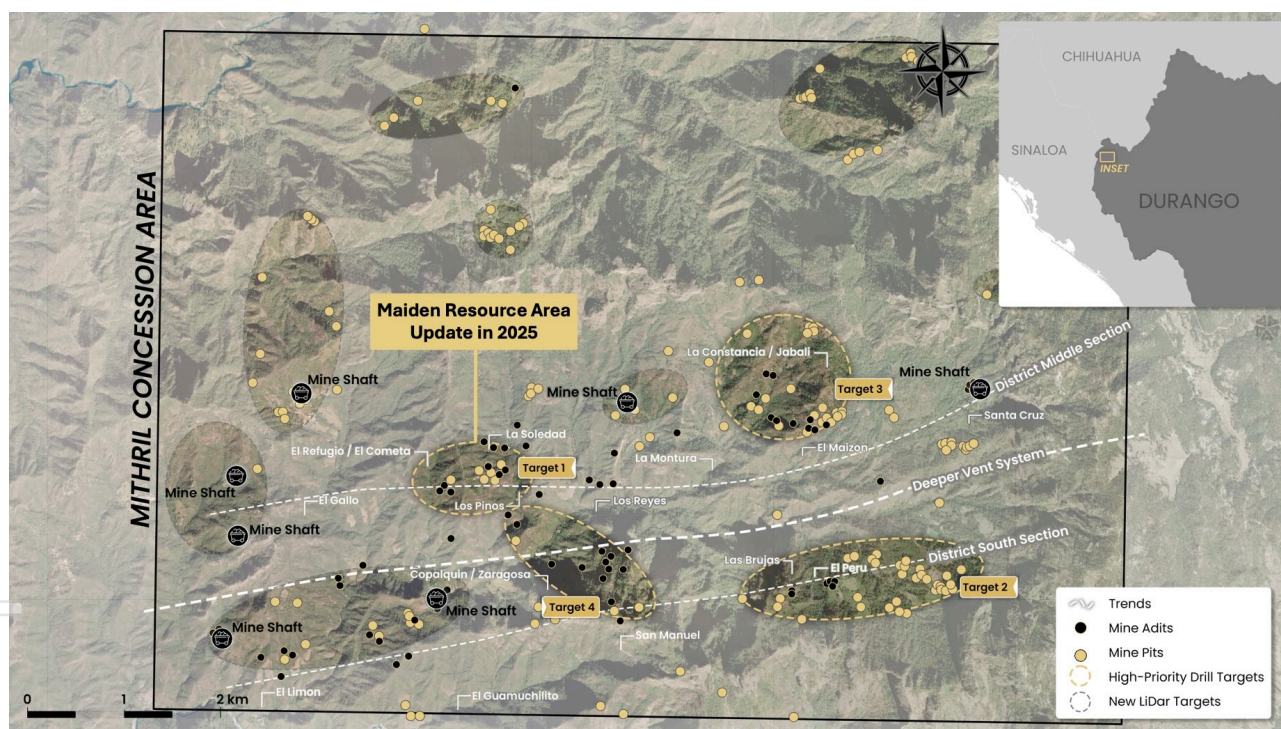 CHIHUAHUA
SINALOA
INSET
DURANGO
MITHRIL CONCESSION AREA
Maiden Resource Area
Update in 2025
La Constancia / Jabali
District Middle Section
Mine Shaft
Mine Shaft
Mine Shaft
Target 3
Santa Cruz
La Soledad
El Refugio / El Cometa
El Maizon
La Montura
Target 1
Deeper Vent System
Mine Shaft
El Gallo
Los Pinos
Los Reyes
Mine Shaft
District South Section
Las Brujas
El Peru
Copalquin / Zaragosa
Target 2
Target 4
Mine Shaft
Mine Shaft
San Manuel
El Limon
El Guamuchilito
0 1 2 km
Trends
Mine Adits
Mine Pits
High-Priority Drill Targets
New LiDar Targets